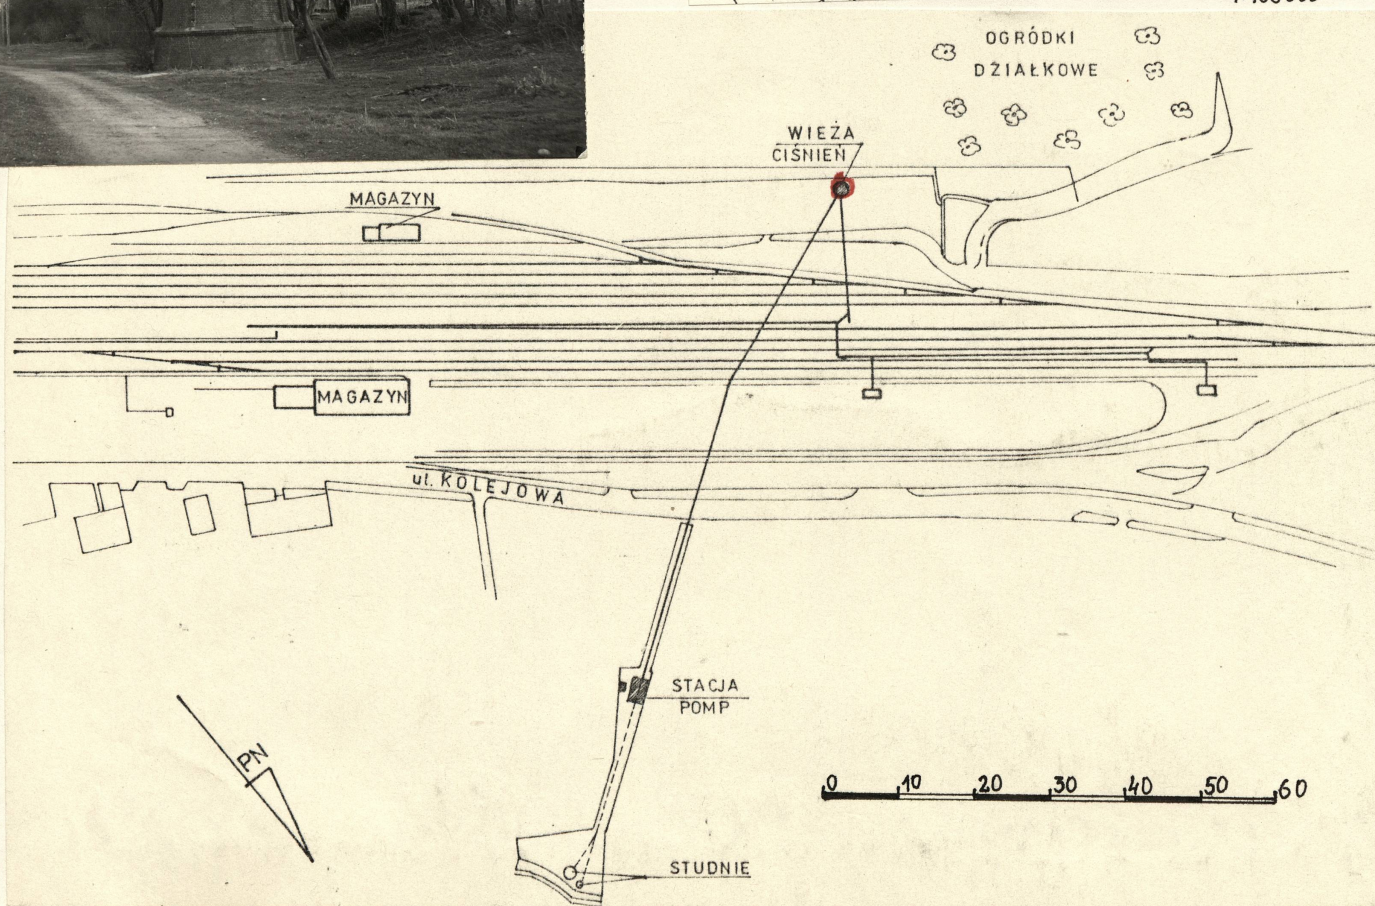 OGRÓDKI
DZIAŁKOWE
WIEŻA
CIŚNIEŃ
MAGAZYN
MAGAZYN
ul. KOLEJOWA
STACJA
POMP
PN
0 10 20 30 40 50 60
STUDNIE